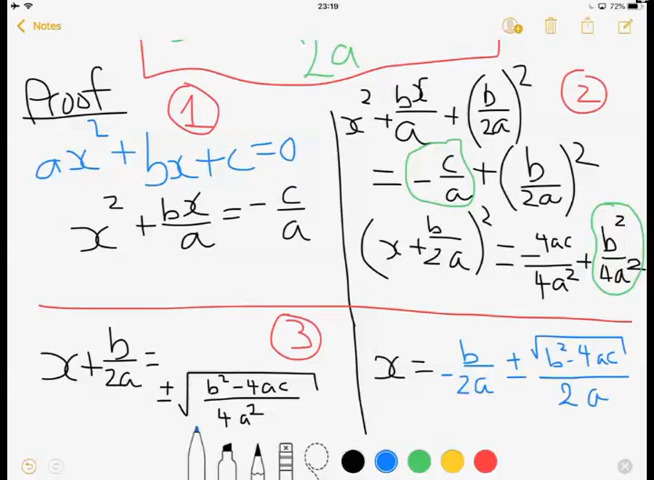 23:19
72%
Notes
2a
Proof
1
ax² + bx + c = 0
x² + bx/a = - c/a
2
x² + bx/a + (b/2a)²
= - c/a + (b/2a)²
(x + b/2a)² = -4ac/4a² + b²/4a²
3
x + b/2a =
± √(b² - 4ac / 4a²)
x = - b/2a ± √(b² - 4ac)/2a